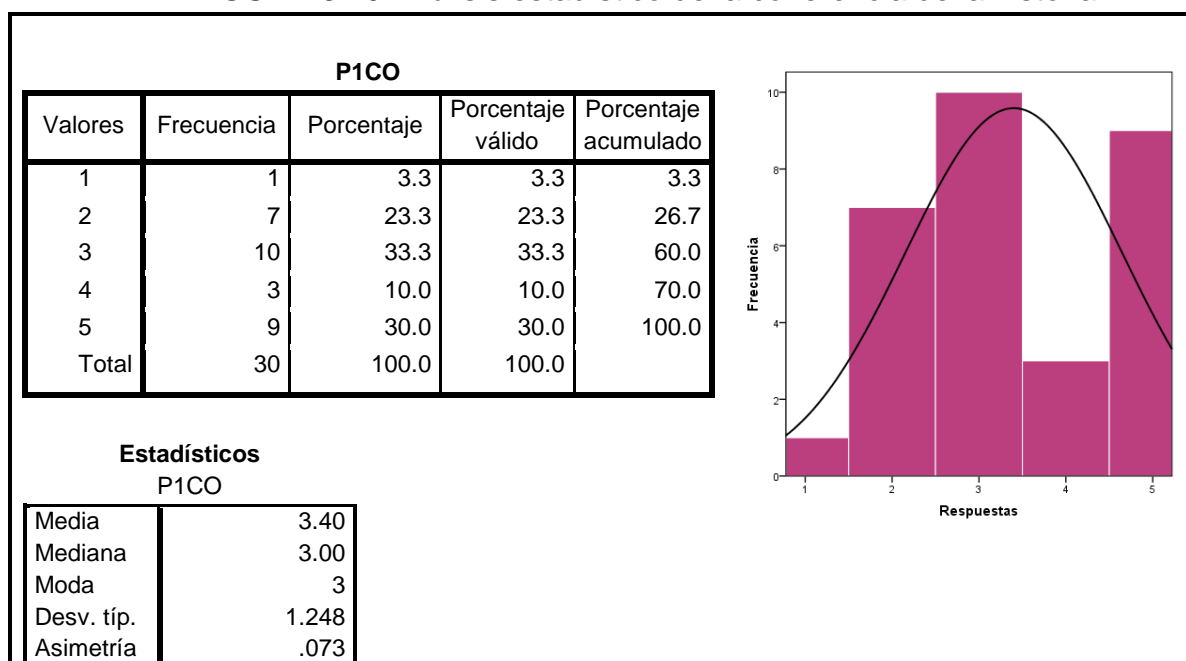 P1CO
Valores Frecuencia Porcentaje Porcentaje válido Porcentaje acumulado
1 1 3.3 3.3 3.3
2 7 23.3 23.3 26.7
3 10 33.3 33.3 60.0
4 3 10.0 10.0 70.0
5 9 30.0 30.0 100.0
Total 30 100.0 100.0
Estadísticos
P1CO
Media 3.40
Mediana 3.00
Moda 3
Desv. típ. 1.248
Asimetría .073
Frecuencia
10
8
6
4
2
0
1 2 3 4 5
Respuestas